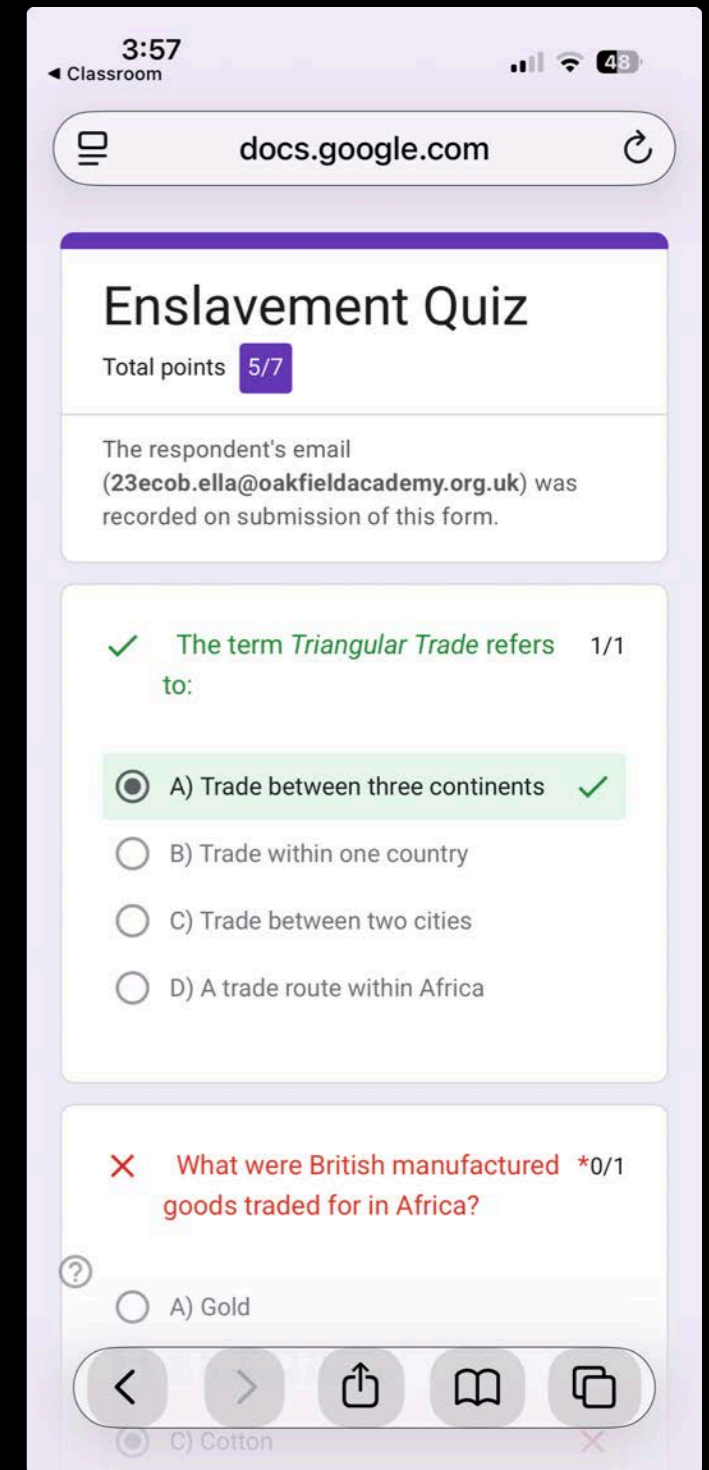 3:57
Classroom
48
docs.google.com
Enslavement Quiz
Total points 5/7
The respondent's email
(23ecob.ella@oakfieldacademy.org.uk) was
recorded on submission of this form.
The term Triangular Trade refers 1/1
to:
A) Trade between three continents
B) Trade within one country
C) Trade between two cities
D) A trade route within Africa
What were British manufactured *0/1
goods traded for in Africa?
A) Gold
C) Cotton